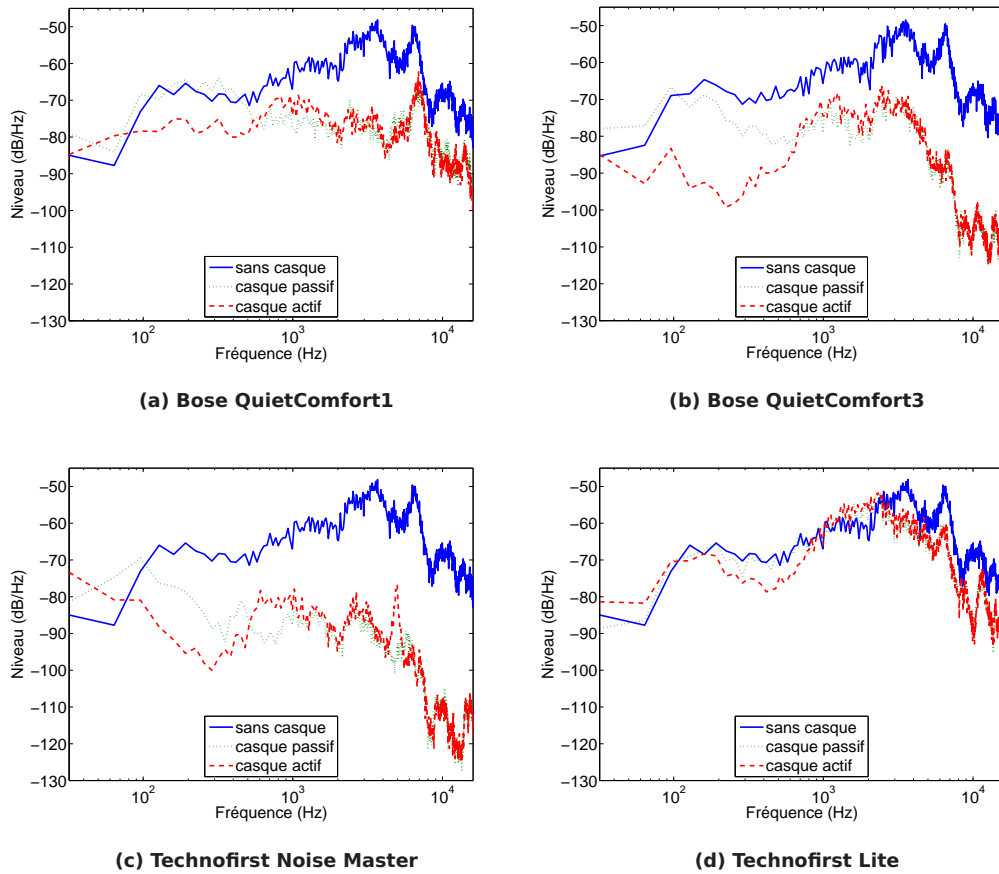 −50
−60
−70
−80
−90
−100
−110
−120
−130
Niveau (dB/Hz)
10²
10³
10⁴
Fréquence (Hz)
sans casque
casque passif
casque actif
(a) Bose QuietComfort1
−50
−60
−70
−80
−90
−100
−110
−120
−130
Niveau (dB/Hz)
10²
10³
10⁴
Fréquence (Hz)
sans casque
casque passif
casque actif
(b) Bose QuietComfort3
−50
−60
−70
−80
−90
−100
−110
−120
−130
Niveau (dB/Hz)
10²
10³
10⁴
Fréquence (Hz)
sans casque
casque passif
casque actif
(c) Technofirst Noise Master
−50
−60
−70
−80
−90
−100
−110
−120
−130
Niveau (dB/Hz)
10²
10³
10⁴
Fréquence (Hz)
sans casque
casque passif
casque actif
(d) Technofirst Lite